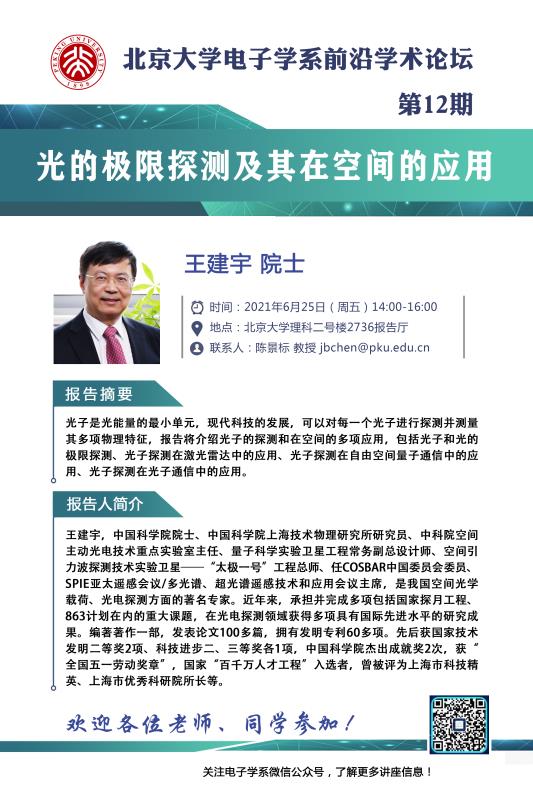 PEKING UNIVERSITY
1898
北京大学电子学系前沿学术论坛
第12期
光的极限探测及其在空间的应用
王建宇 院士
时间：2021年6月25日（周五）14:00-16:00
地点：北京大学理科二号楼2736报告厅
联系人：陈景标 教授 jbchen@pku.edu.cn
报告摘要
光子是光能量的最小单元，现代科技的发展，可以对每一个光子进行探测并测量
其多项物理特征，报告将介绍光子的探测和在空间的多项应用，包括光子和光的
极限探测、光子探测在激光雷达中的应用、光子探测在自由空间量子通信中的应
用、光子探测在光子通信中的应用。
报告人简介
王建宇，中国科学院院士、中国科学院上海技术物理研究所研究员、中科院空间
主动光电技术重点实验室主任、量子科学实验卫星工程常务副总设计师、空间引
力波探测技术实验卫星——“太极一号”工程总师、任COSBAR中国委员会委员、
SPIE亚太遥感会议/多光谱、超光谱遥感技术和应用会议主席，是我国空间光学
载荷、光电探测方面的著名专家。近年来，承担并完成多项包括国家探月工程、
863计划在内的重大课题，在光电探测领域获得多项具有国际先进水平的研究成
果。编著著作一部，发表论文100多篇，拥有发明专利60多项。先后获国家技术
发明二等奖2项、科技进步二、三等奖各1项，中国科学院杰出成就奖2次，获“
全国五一劳动奖章”，国家“百千万人才工程”入选者，曾被评为上海市科技精
英、上海市优秀科研院所长等。
欢迎各位老师、同学参加！
关注电子学系微信公众号，了解更多讲座信息！